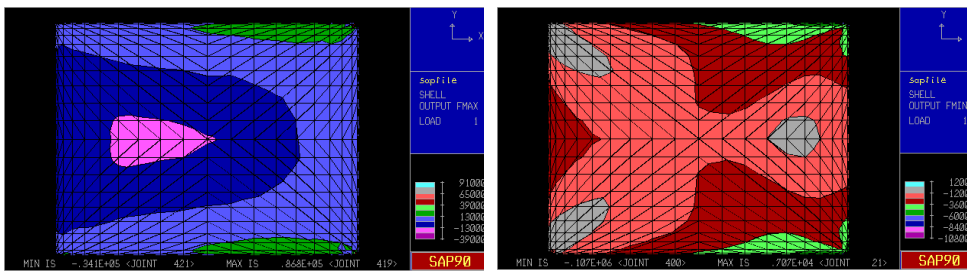 Y
X
Sapfile
SHELL
OUTPUT FMAX
LOAD 1
91000
65000
39000
13000
-13000
-39000
MIN IS -.341E+05 <JOINT 421> MAX IS .868E+05 <JOINT 419>
SAP90
Y
X
Sapfile
SHELL
OUTPUT FMIN
LOAD 1
1200
-1200
-3600
-6000
-8400
-1080
MIN IS -.107E+06 <JOINT 400> MAX IS .707E+04 <JOINT 21>
SAP90